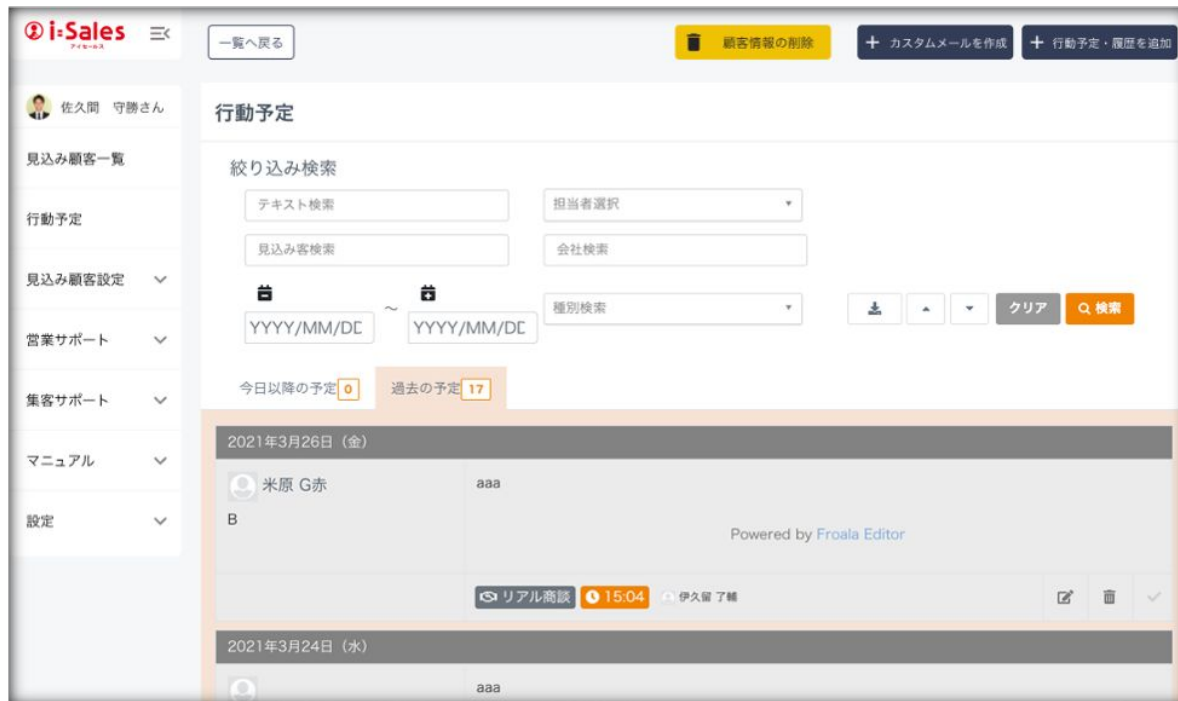 i:Sales
アイセールス
一覧へ戻る
顧客情報の削除
+ カスタムメールを作成
+ 行動予定・履歴を追加
佐久間 守勝さん
見込み顧客一覧
行動予定
見込み顧客設定
営業サポート
集客サポート
マニュアル
設定
行動予定
絞り込み検索
テキスト検索
担当者選択
見込み客検索
会社検索
YYYY/MM/DD
~
YYYY/MM/DD
種別検索
クリア
検索
今日以降の予定 0
過去の予定 17
2021年3月26日（金）
米原 G赤
aaa
B
Powered by Froala Editor
リアル商談
15:04
伊久留 了輔
2021年3月24日（水）
aaa